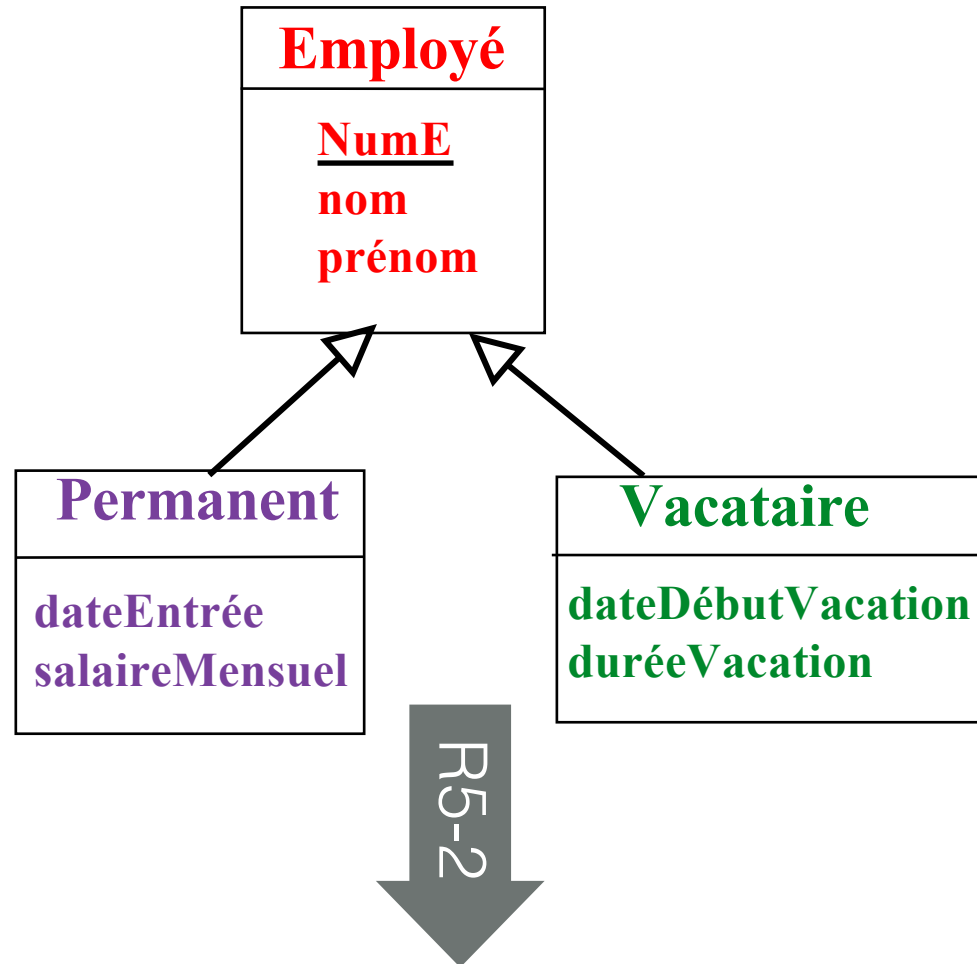 Employé
NumE
nom
prénom
Permanent
dateEntrée
salaireMensuel
Vacataire
dateDébutVacation
duréeVacation
R5-2